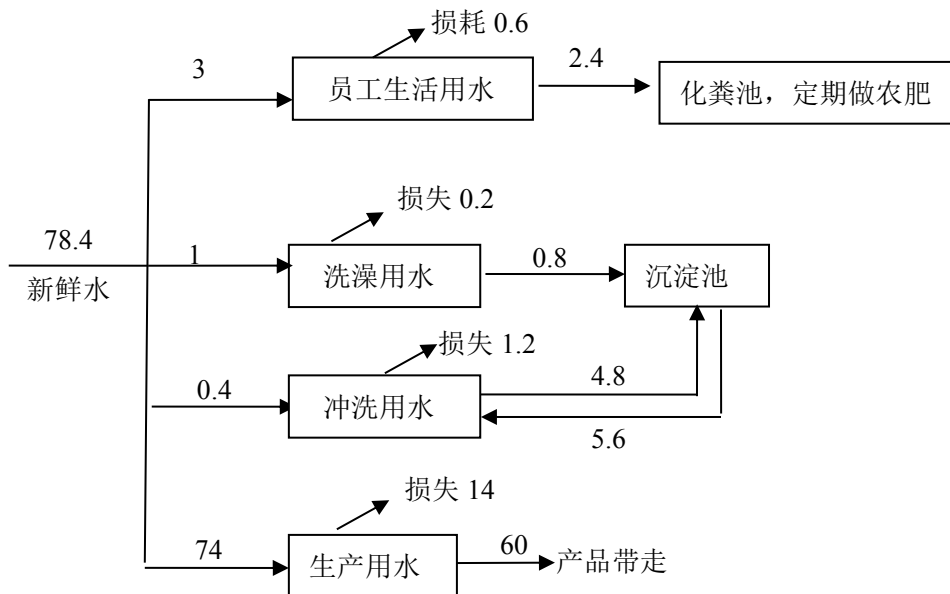 损耗 0.6
3
员工生活用水
2.4
化粪池，定期做农肥
损失 0.2
78.4
新鲜水
1
洗澡用水
0.8
沉淀池
损失 1.2
0.4
冲洗用水
4.8
5.6
损失 14
74
生产用水
60
产品带走